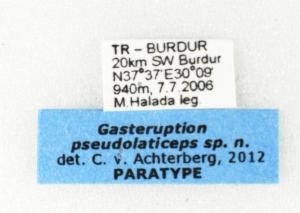 TR – BURDUR
20km SW Burdur
N37°37'E30°09'
940m, 7.7.2006
M.Halada leg.
Gasteruption
pseudolaticeps sp. n.
det. C. v. Achterberg, 2012
PARATYPE